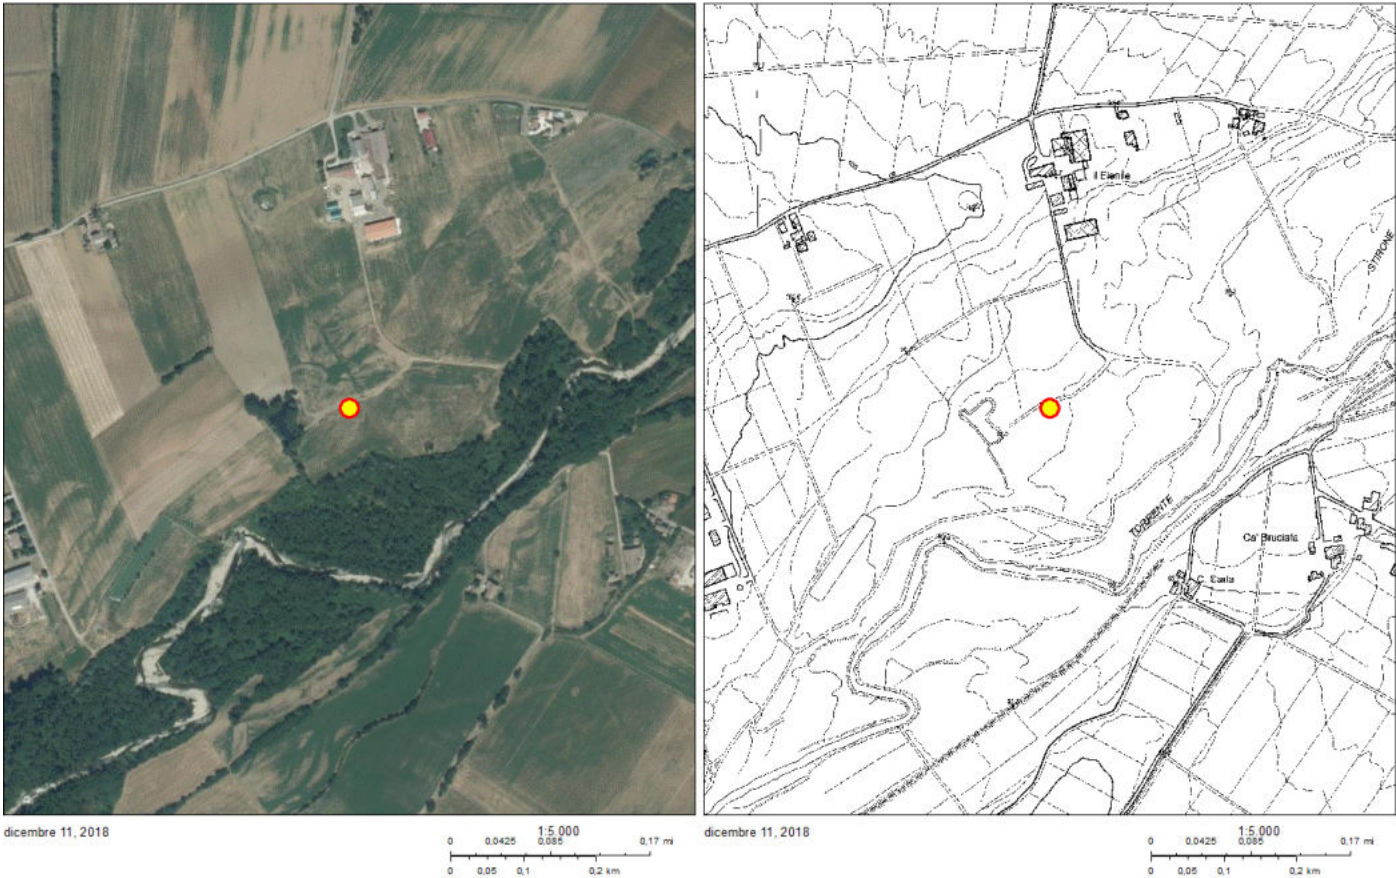 Il Fienile
STIRONE
TORRENTE
Ca' Bruciata
dicembre 11, 2018
1:5.000
0 0,0425 0,085 0,17 mi
0 0,05 0,1 0,2 km
dicembre 11, 2018
1:5.000
0 0,0425 0,085 0,17 mi
0 0,05 0,1 0,2 km